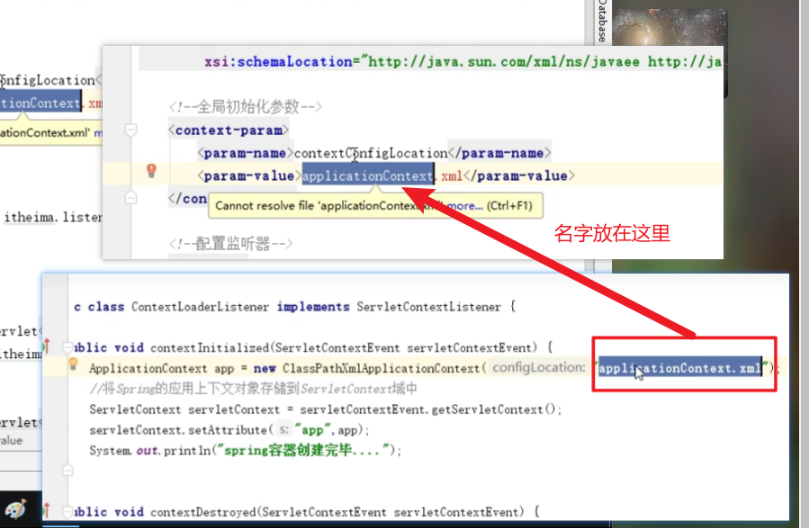 Database
onfigLocation<
tionContext.xm
ationContext.xml' m
itheima.listen
xsi:schemaLocation="http://java.sun.com/xml/ns/javaee http://ja
<!--全局初始化参数-->
<context-param>
<param-name>contextConfigLocation</param-name>
<param-value>applicationContext.xml</param-value>
</con
Cannot resolve file 'applicationContext.xml' more... (Ctrl+F1)
<!--配置监听器-->
名字放在这里
rvlet<
itheima
rvlet<
value
c class ContextLoaderListener implements ServletContextListener {
ublic void contextInitialized(ServletContextEvent servletContextEvent) {
ApplicationContext app = new ClassPathXmlApplicationContext( configLocation: "applicationContext.xml");
//将Spring的应用上下文对象存储到ServletContext域中
ServletContext servletContext = servletContextEvent.getServletContext();
servletContext.setAttribute( s: "app",app);
System.out.println("spring容器创建完毕....");
ublic void contextDestroyed(ServletContextEvent servletContextEvent) {